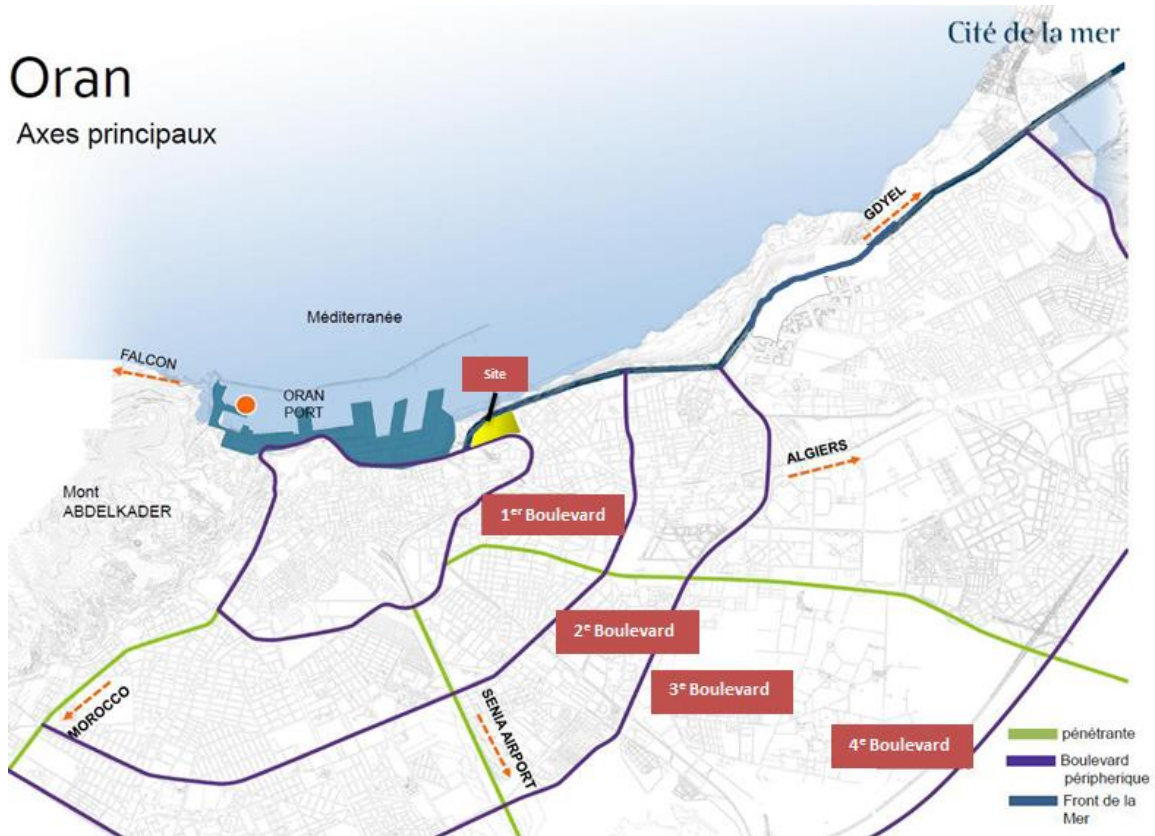 Cité de la mer
Oran
Axes principaux
GDYEL
Méditerranée
FALCON
Site
ORAN
PORT
ALGIERS
Mont
ABDELKADER
1er Boulevard
2e Boulevard
3e Boulevard
MOROCCO
SENIA AIRPORT
4e Boulevard
pénétrante
Boulevard
péripherique
Front de la
Mer